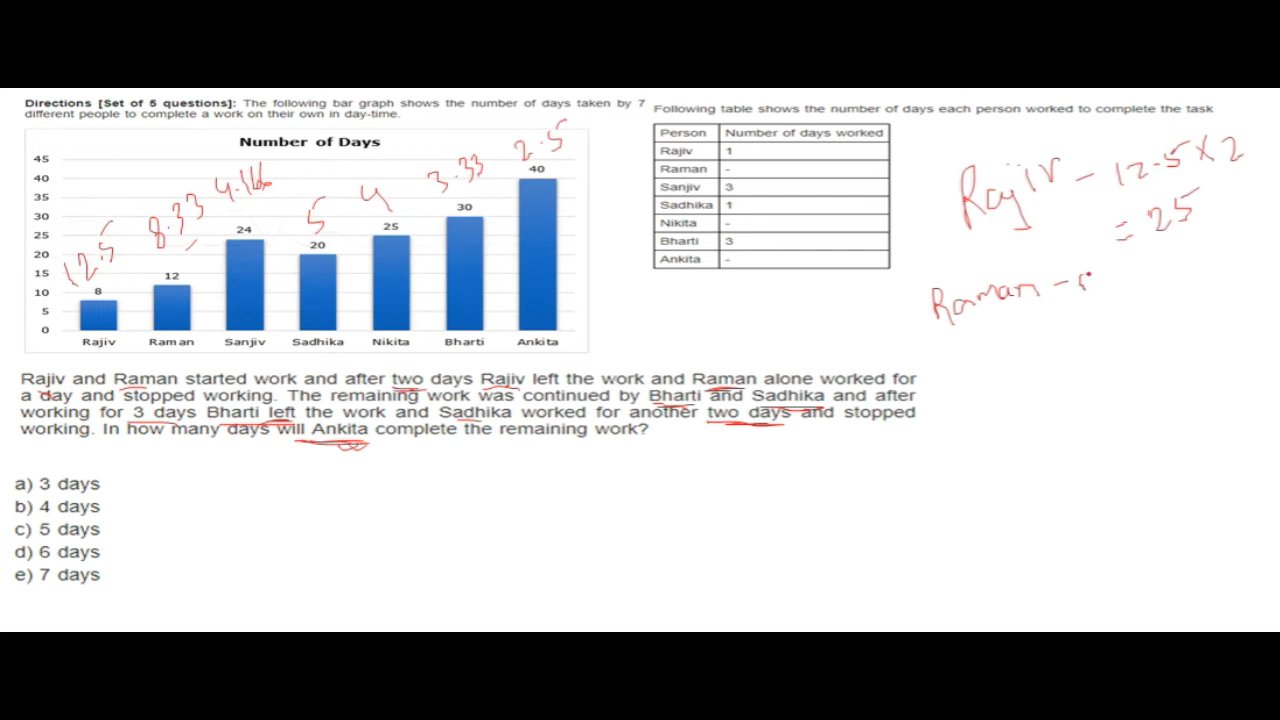 Directions [Set of 5 questions]: The following bar graph shows the number of days taken by 7
different people to complete a work on their own in day-time.
Number of Days
45
40
35
30
25
20
15
10
5
0
8
12
24
20
25
30
40
12.5
8.33
4.166
5
4
3.33
2.5
Rajiv
Raman
Sanjiv
Sadhika
Nikita
Bharti
Ankita
Following table shows the number of days each person worked to complete the task
Person Number of days worked
Rajiv 1
Raman -
Sanjiv 3
Sadhika 1
Nikita -
Bharti 3
Ankita -
Rajiv - 12.5 x 2
= 25
Raman -
Rajiv and Raman started work and after two days Rajiv left the work and Raman alone worked for
a day and stopped working. The remaining work was continued by Bharti and Sadhika and after
working for 3 days Bharti left the work and Sadhika worked for another two days and stopped
working. In how many days will Ankita complete the remaining work?
a) 3 days
b) 4 days
c) 5 days
d) 6 days
e) 7 days